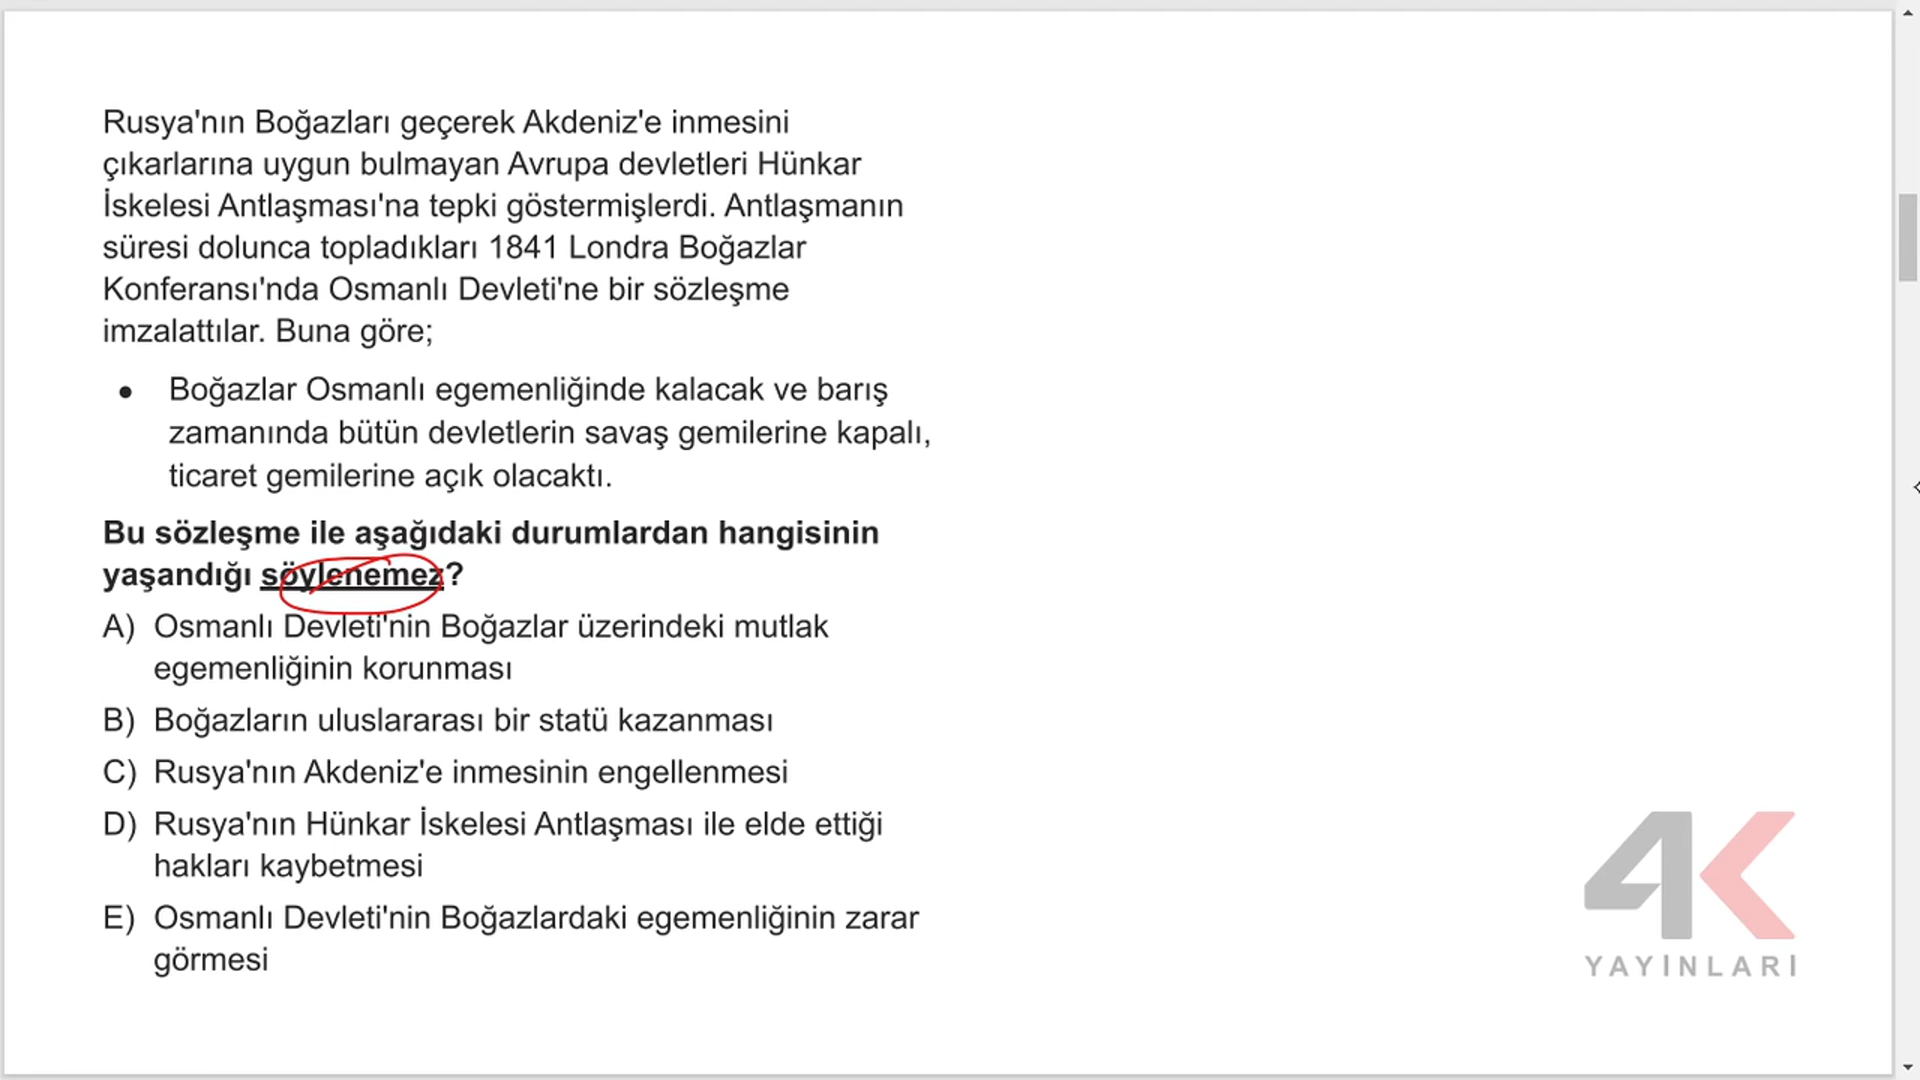 Rusya'nın Boğazları geçerek Akdeniz'e inmesini
çıkarlarına uygun bulmayan Avrupa devletleri Hünkar
İskelesi Antlaşması'na tepki göstermişlerdi. Antlaşmanın
süresi dolunca topladıkları 1841 Londra Boğazlar
Konferansı'nda Osmanlı Devleti'ne bir sözleşme
imzalattılar. Buna göre;
● Boğazlar Osmanlı egemenliğinde kalacak ve barış
zamanında bütün devletlerin savaş gemilerine kapalı,
ticaret gemilerine açık olacaktı.
Bu sözleşme ile aşağıdaki durumlardan hangisinin
yaşandığı söylenemez?
A) Osmanlı Devleti'nin Boğazlar üzerindeki mutlak
egemenliğinin korunması
B) Boğazların uluslararası bir statü kazanması
C) Rusya'nın Akdeniz'e inmesinin engellenmesi
D) Rusya'nın Hünkar İskelesi Antlaşması ile elde ettiği
hakları kaybetmesi
E) Osmanlı Devleti'nin Boğazlardaki egemenliğinin zarar
görmesi
4K
YAYINLARI